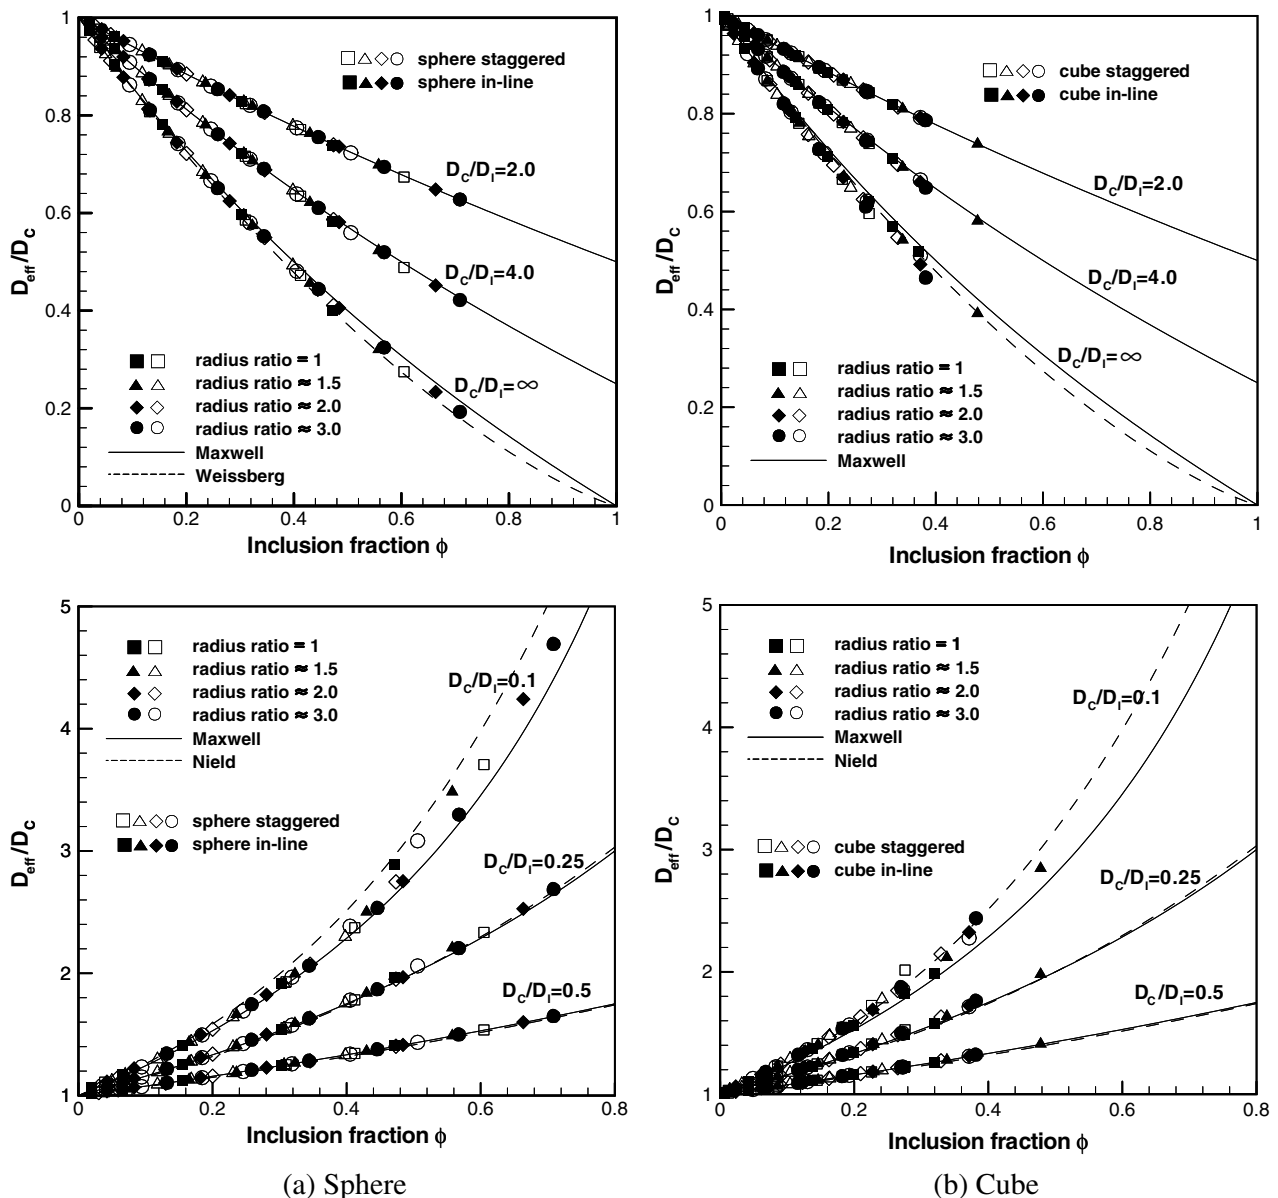 1
0.8
0.6
0.4
0.2
0
0 0.2 0.4 0.6 0.8 1
D_eff/D_C
Inclusion fraction ϕ
sphere staggered
sphere in-line
D_C/D_I=2.0
D_C/D_I=4.0
D_C/D_I=∞
radius ratio = 1
radius ratio ≈ 1.5
radius ratio ≈ 2.0
radius ratio ≈ 3.0
Maxwell
Weissberg
1
0.8
0.6
0.4
0.2
0
0 0.2 0.4 0.6 0.8 1
D_eff/D_C
Inclusion fraction ϕ
cube staggered
cube in-line
D_C/D_I=2.0
D_C/D_I=4.0
D_C/D_I=∞
radius ratio = 1
radius ratio ≈ 1.5
radius ratio ≈ 2.0
radius ratio ≈ 3.0
Maxwell
5
4
3
2
1
0 0.2 0.4 0.6 0.8
D_eff/D_C
Inclusion fraction ϕ
radius ratio = 1
radius ratio ≈ 1.5
radius ratio ≈ 2.0
radius ratio ≈ 3.0
Maxwell
Nield
sphere staggered
sphere in-line
D_C/D_I=0.1
D_C/D_I=0.25
D_C/D_I=0.5
(a) Sphere
5
4
3
2
1
0 0.2 0.4 0.6 0.8
D_eff/D_C
Inclusion fraction ϕ
radius ratio = 1
radius ratio ≈ 1.5
radius ratio ≈ 2.0
radius ratio ≈ 3.0
Maxwell
Nield
cube staggered
cube in-line
D_C/D_I=0.1
D_C/D_I=0.25
D_C/D_I=0.5
(b) Cube